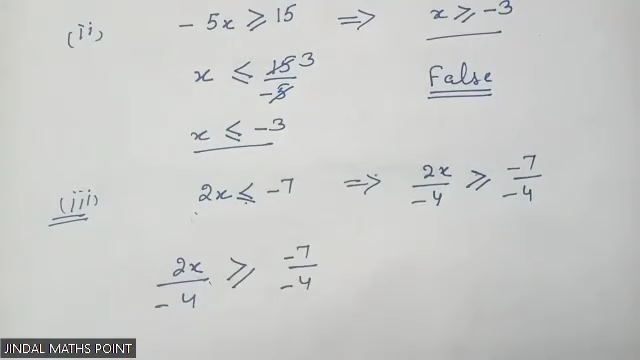 (ii) - 5x ≥ 15 => x ≥ -3
x ≤ 15/-5 3 False
x ≤ -3
(iii) 2x ≤ -7 => 2x/-4 ≥ -7/-4
2x/-4 ≥ -7/-4
JINDAL MATHS POINT